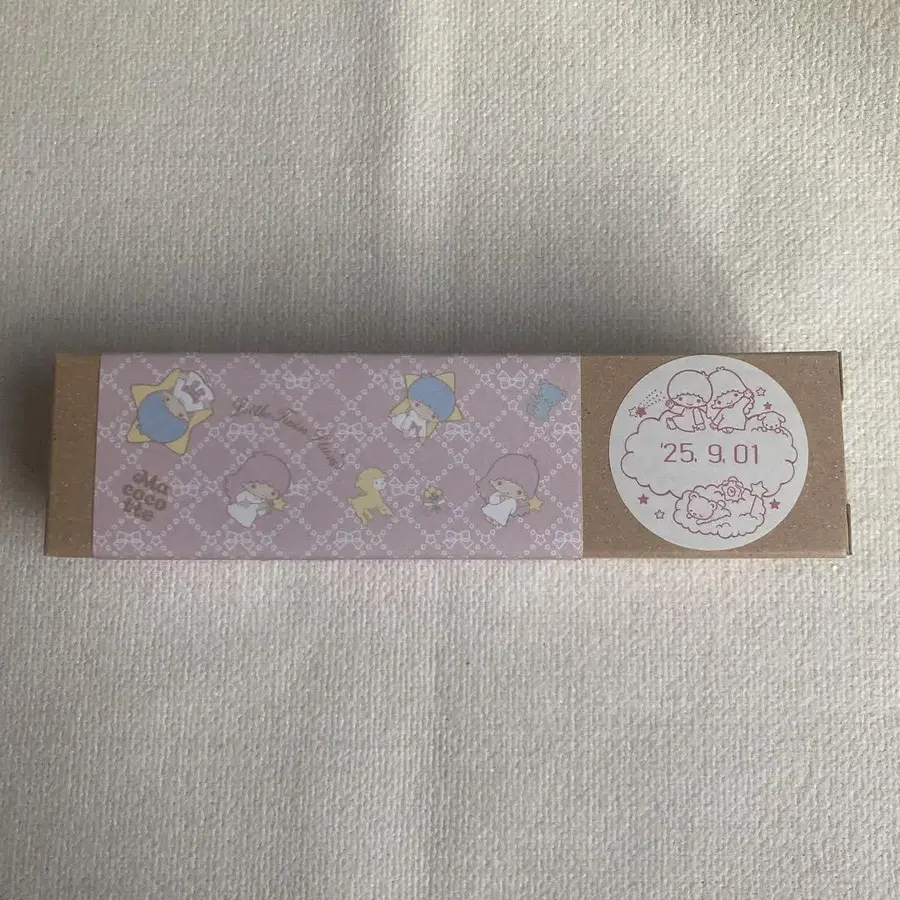 Little Twin Stars
Ma
coco
tte
'25. 9. 01